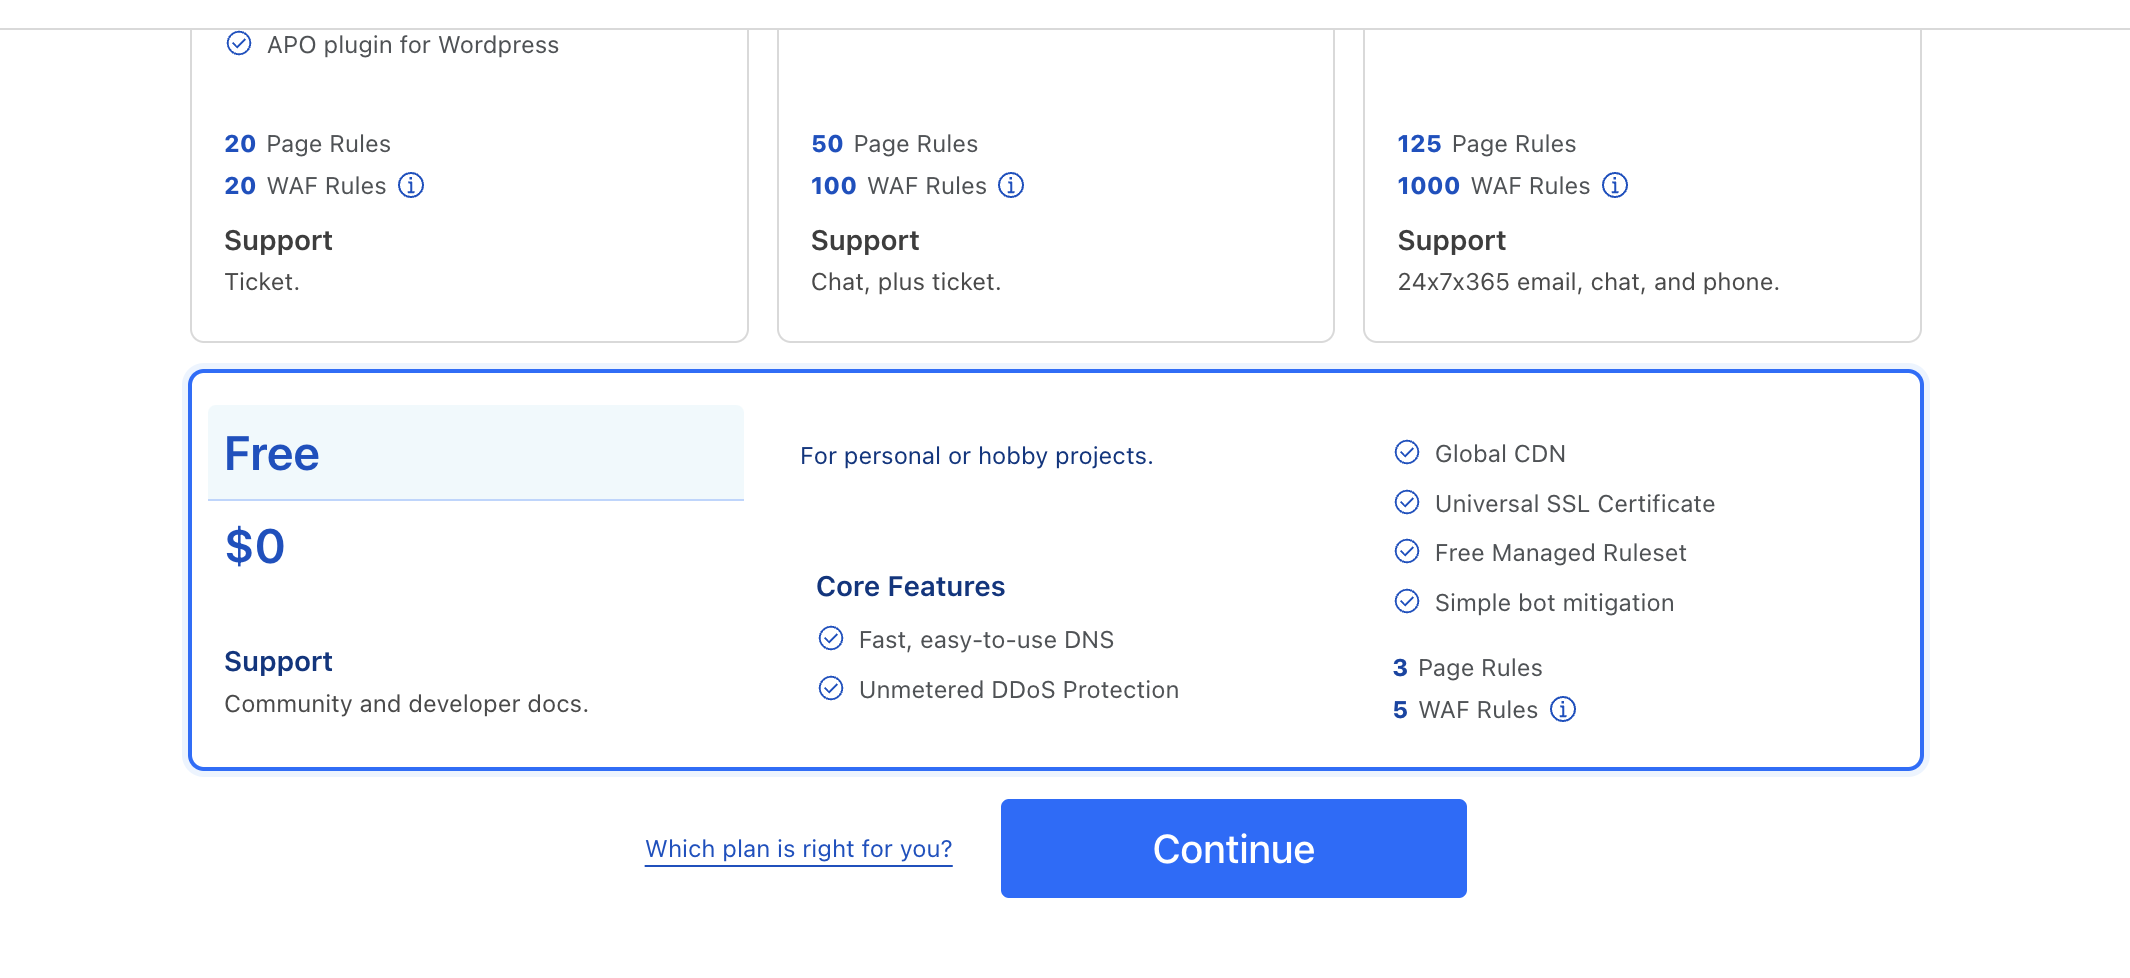 APO plugin for Wordpress
20 Page Rules
20 WAF Rules
Support
Ticket.
50 Page Rules
100 WAF Rules
Support
Chat, plus ticket.
125 Page Rules
1000 WAF Rules
Support
24x7x365 email, chat, and phone.
Free
$0
Support
Community and developer docs.
For personal or hobby projects.
Core Features
Fast, easy-to-use DNS
Unmetered DDoS Protection
Global CDN
Universal SSL Certificate
Free Managed Ruleset
Simple bot mitigation
3 Page Rules
5 WAF Rules
Which plan is right for you?
Continue